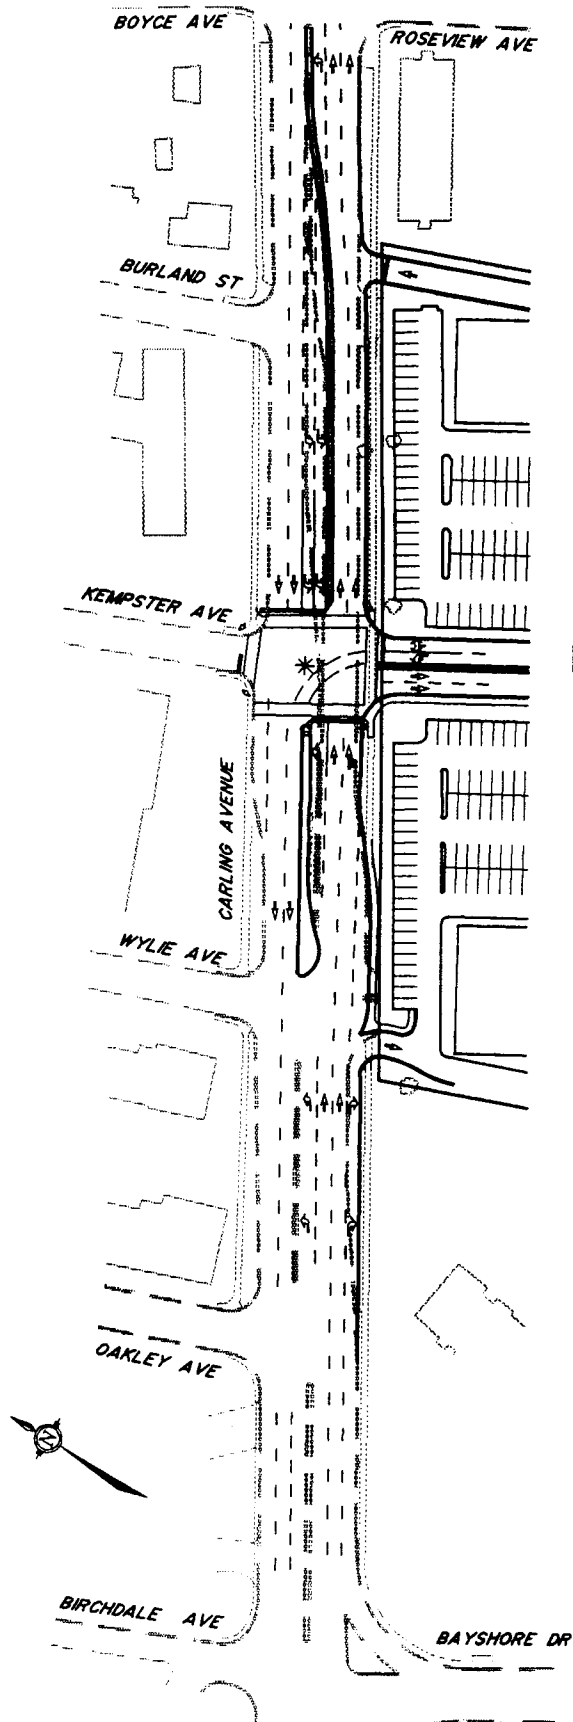 BOYCE AVE
ROSEVIEW AVE
BURLAND ST
KEMPSTER AVE
CARLING AVENUE
WYLIE AVE
OAKLEY AVE
N
BIRCHDALE AVE
BAYSHORE DR